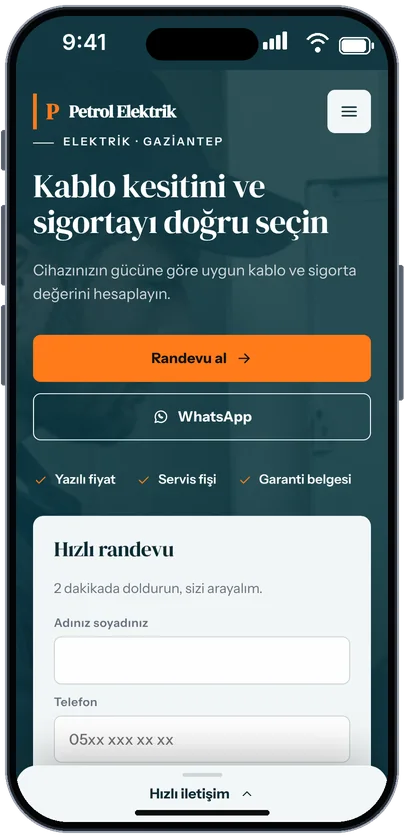 9:41
P Petrol Elektrik
ELEKTRİK · GAZİANTEP
Kablo kesitini ve
sigortayı doğru seçin
Cihazınızın gücüne göre uygun kablo ve sigorta
değerini hesaplayın.
Randevu al →
WhatsApp
Yazılı fiyat
Servis fişi
Garanti belgesi
Hızlı randevu
2 dakikada doldurun, sizi arayalım.
Adınız soyadınız
Telefon
05xx xxx xx xx
Hızlı iletişim